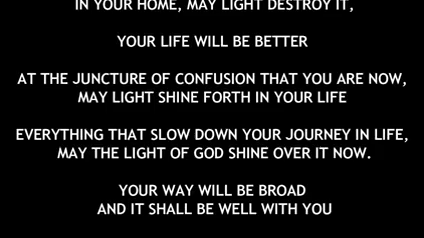 IN YOUR HOME, MAY LIGHT DESTROY IT,
YOUR LIFE WILL BE BETTER
AT THE JUNCTURE OF CONFUSION THAT YOU ARE NOW,
MAY LIGHT SHINE FORTH IN YOUR LIFE
EVERYTHING THAT SLOW DOWN YOUR JOURNEY IN LIFE,
MAY THE LIGHT OF GOD SHINE OVER IT NOW.
YOUR WAY WILL BE BROAD
AND IT SHALL BE WELL WITH YOU